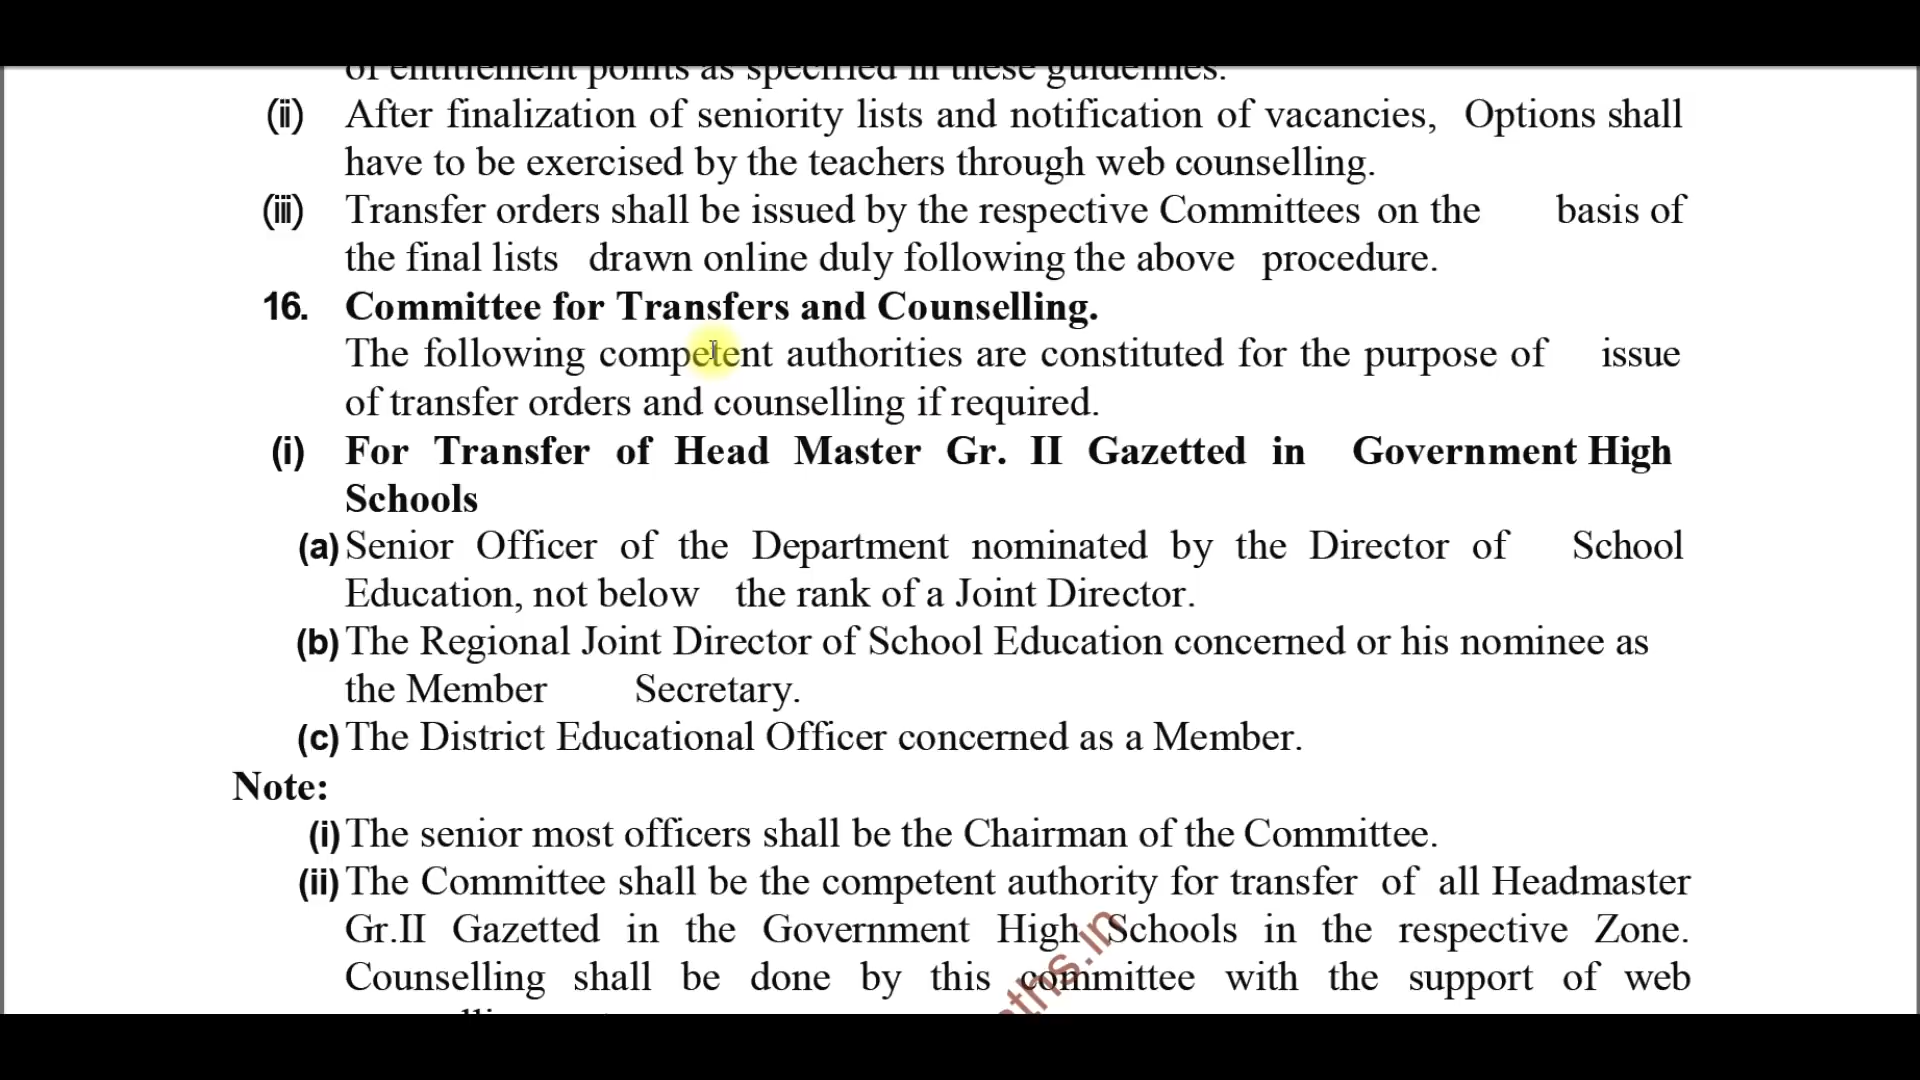 of entitlement points as specified in these guidelines.
(ii) After finalization of seniority lists and notification of vacancies, Options shall
have to be exercised by the teachers through web counselling.
(iii) Transfer orders shall be issued by the respective Committees on the basis of
the final lists drawn online duly following the above procedure.
16. Committee for Transfers and Counselling.
The following competent authorities are constituted for the purpose of issue
of transfer orders and counselling if required.
(i) For Transfer of Head Master Gr. II Gazetted in Government High
Schools
(a) Senior Officer of the Department nominated by the Director of School
Education, not below the rank of a Joint Director.
(b) The Regional Joint Director of School Education concerned or his nominee as
the Member Secretary.
(c) The District Educational Officer concerned as a Member.
Note:
(i) The senior most officers shall be the Chairman of the Committee.
(ii) The Committee shall be the competent authority for transfer of all Headmaster
Gr.II Gazetted in the Government High Schools in the respective Zone.
Counselling shall be done by this committee with the support of web